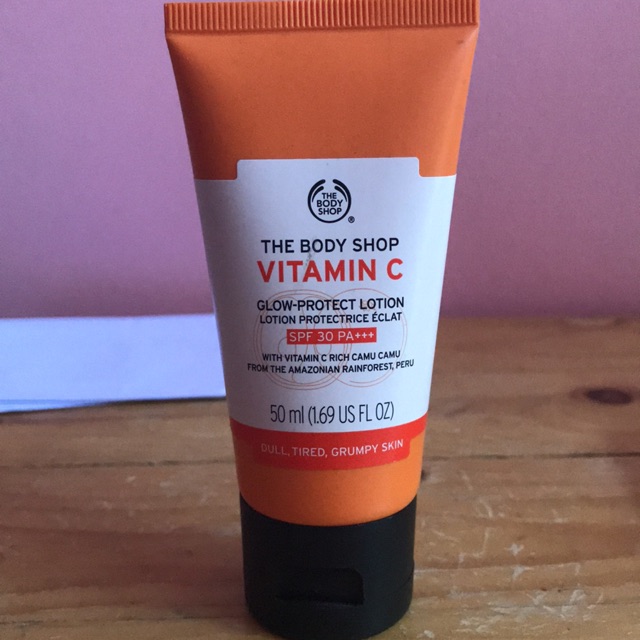 THE
BODY
SHOP
®
THE BODY SHOP
VITAMIN C
GLOW-PROTECT LOTION
LOTION PROTECTRICE ÉCLAT
SPF 30 PA+++
WITH VITAMIN C RICH CAMU CAMU
FROM THE AMAZONIAN RAINFOREST, PERU
50 ml (1.69 US FL OZ)
DULL, TIRED, GRUMPY SKIN